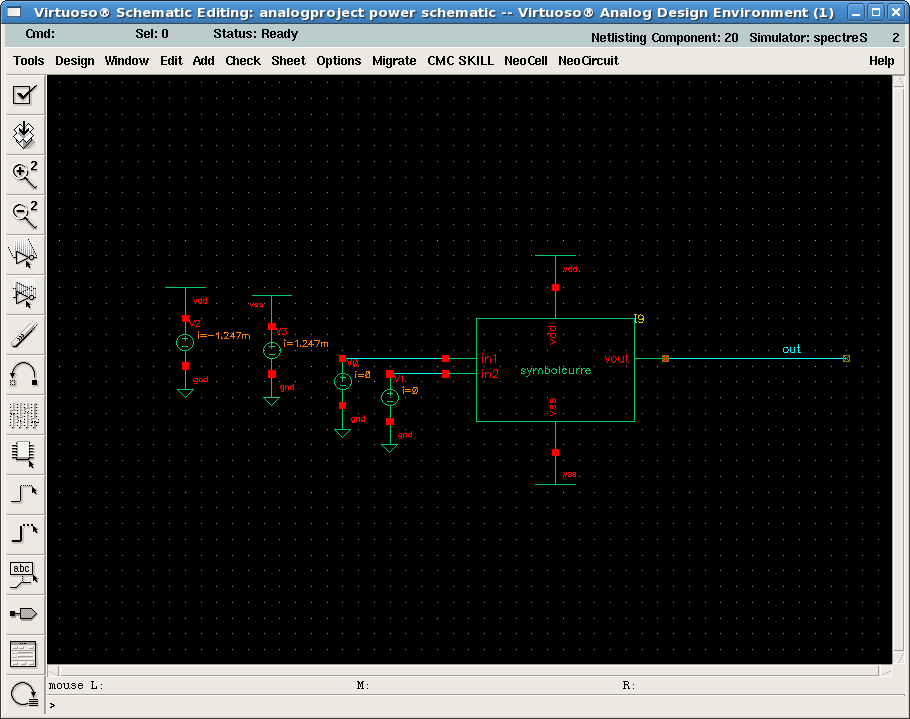 Virtuoso® Schematic Editing: analogproject power schematic -- Virtuoso® Analog Design Environment (1)
Cmd: Sel: 0 Status: Ready Netlisting Component: 20 Simulator: spectreS 2
Tools Design Window Edit Add Check Sheet Options Migrate CMC SKILL NeoCell NeoCircuit Help
2
2
abc
vdd
V2
i=-1.247m
gnd
vss
V3
i=1.247m
gnd
V0
i=0
gnd
V1
i=0
gnd
vdd
I9
vdd
in1
in2
symbolcurre
vout
vss
vss
out
mouse L: M: R:
>